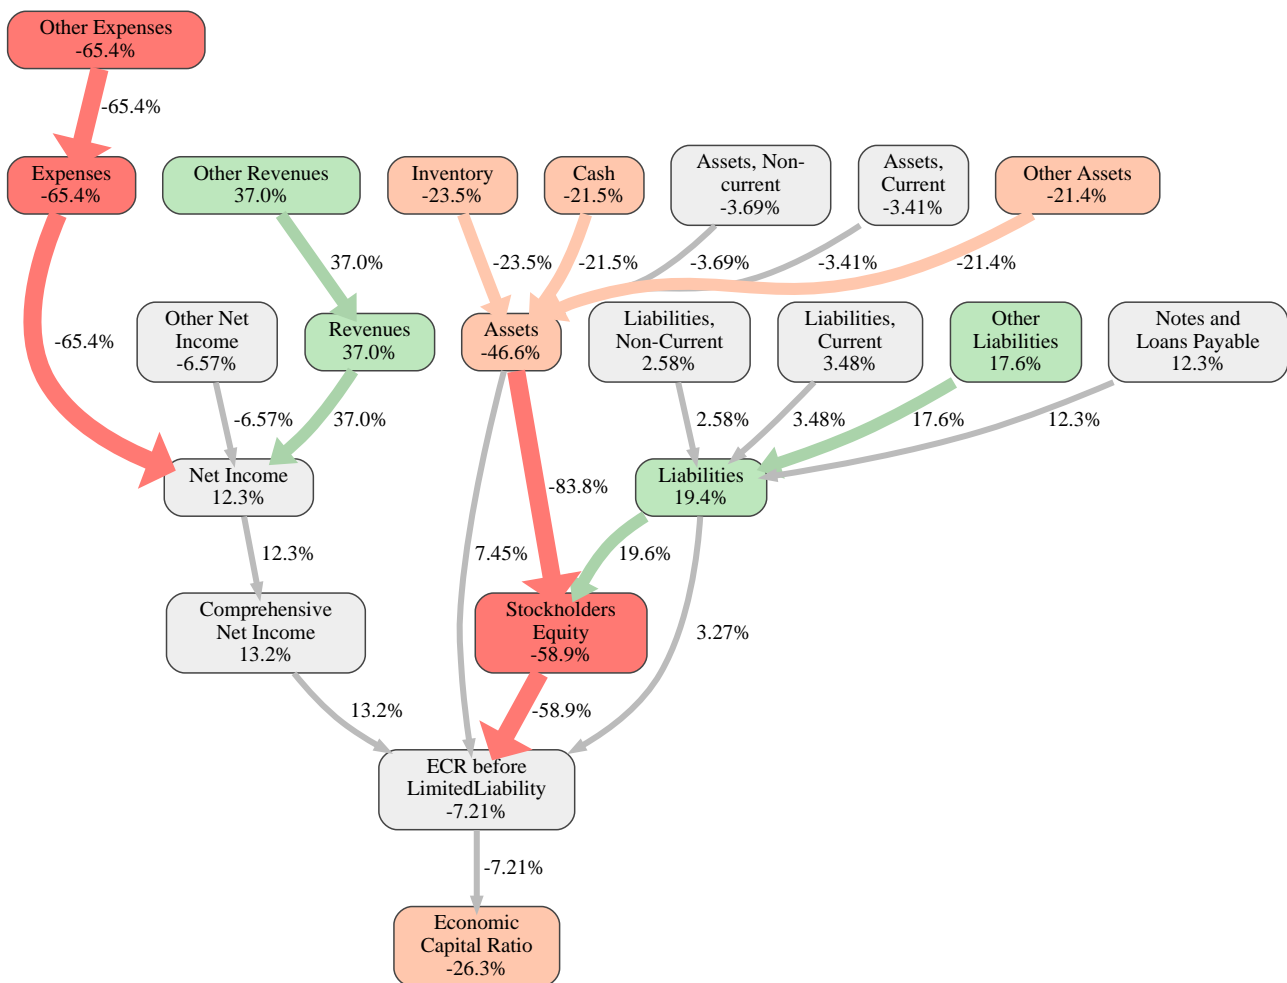 Other Expenses
-65.4%
-65.4%
Expenses
-65.4%
Other Revenues
37.0%
Inventory
-23.5%
Cash
-21.5%
Assets, Non-
current
-3.69%
Assets,
Current
-3.41%
Other Assets
-21.4%
37.0%
-23.5%
-21.5%
-3.69%
-3.41%
-21.4%
Other Net
Income
-6.57%
Revenues
37.0%
Assets
-46.6%
Liabilities,
Non-Current
2.58%
Liabilities,
Current
3.48%
Other
Liabilities
17.6%
Notes and
Loans Payable
12.3%
-65.4%
-6.57%
37.0%
2.58%
3.48%
17.6%
12.3%
Net Income
12.3%
-83.8%
Liabilities
19.4%
12.3%
7.45%
19.6%
Comprehensive
Net Income
13.2%
Stockholders
Equity
-58.9%
3.27%
13.2%
-58.9%
ECR before
LimitedLiability
-7.21%
-7.21%
Economic
Capital Ratio
-26.3%